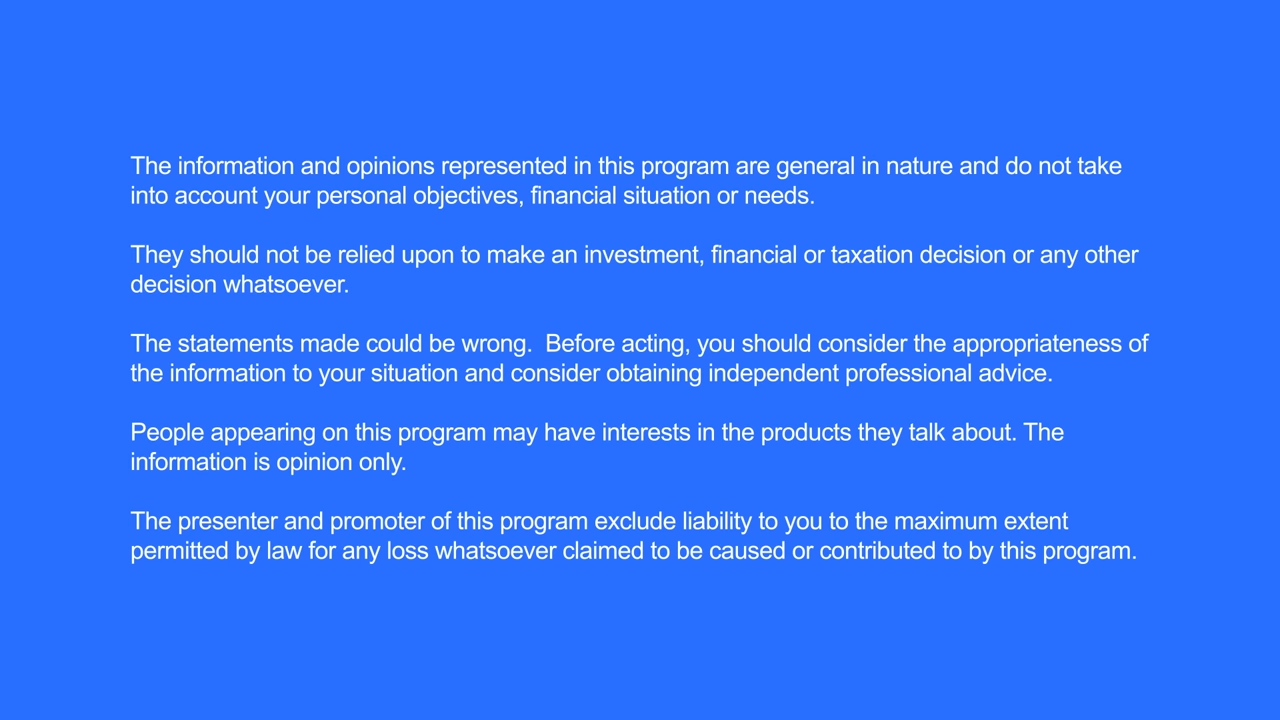 The information and opinions represented in this program are general in nature and do not take
into account your personal objectives, financial situation or needs.
They should not be relied upon to make an investment, financial or taxation decision or any other
decision whatsoever.
The statements made could be wrong.  Before acting, you should consider the appropriateness of
the information to your situation and consider obtaining independent professional advice.
People appearing on this program may have interests in the products they talk about. The
information is opinion only.
The presenter and promoter of this program exclude liability to you to the maximum extent
permitted by law for any loss whatsoever claimed to be caused or contributed to by this program.